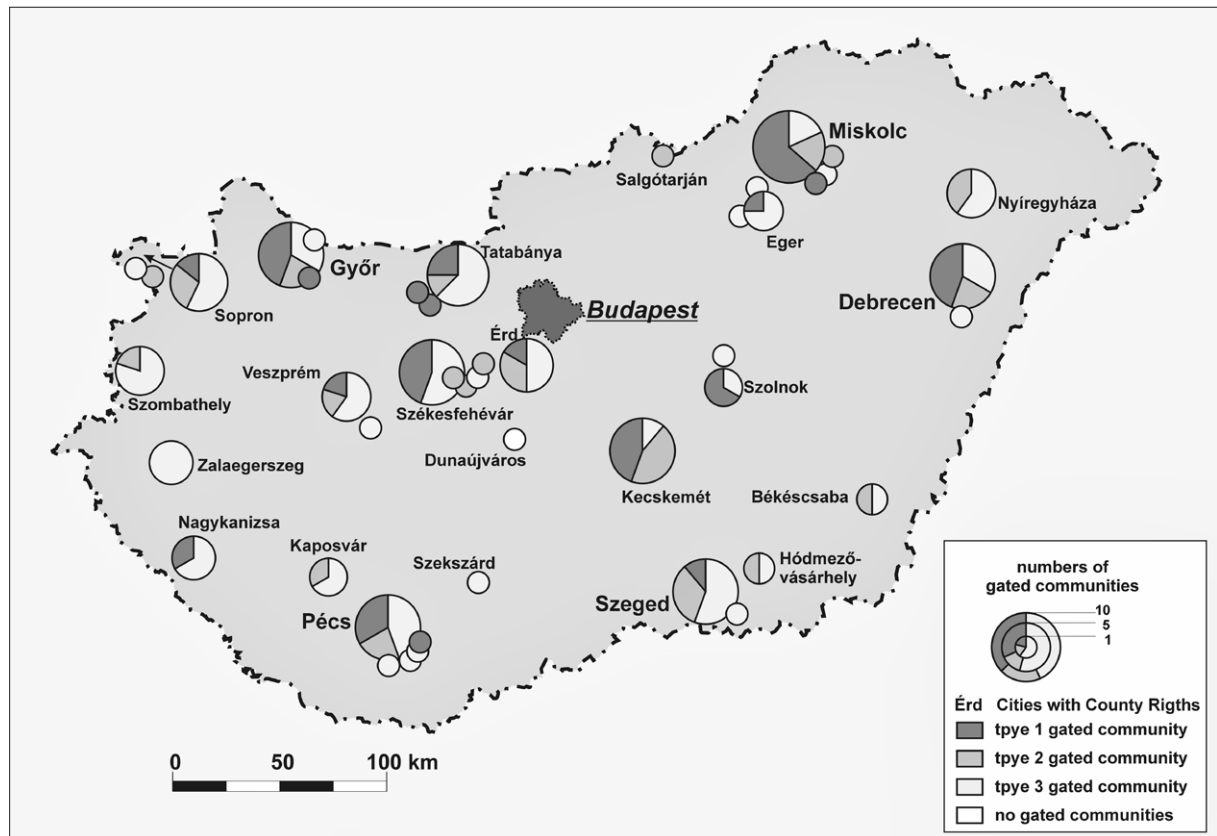 Miskolc
Salgótarján
Nyíregyháza
Eger
Tatabánya
Győr
Debrecen
Sopron
Budapest
Érd
Veszprém
Szolnok
Szombathely
Székesfehévár
Dunaújváros
Zalaegerszeg
Kecskemét
Békéscsaba
Nagykanizsa
Kaposvár
Szekszárd
Hódmező-
vásárhely
Szeged
Pécs
numbers of
gated communities
10
5
1
Érd Cities with County Rigths
tpye 1 gated community
tpye 2 gated community
tpye 3 gated community
no gated communities
0 50 100 km